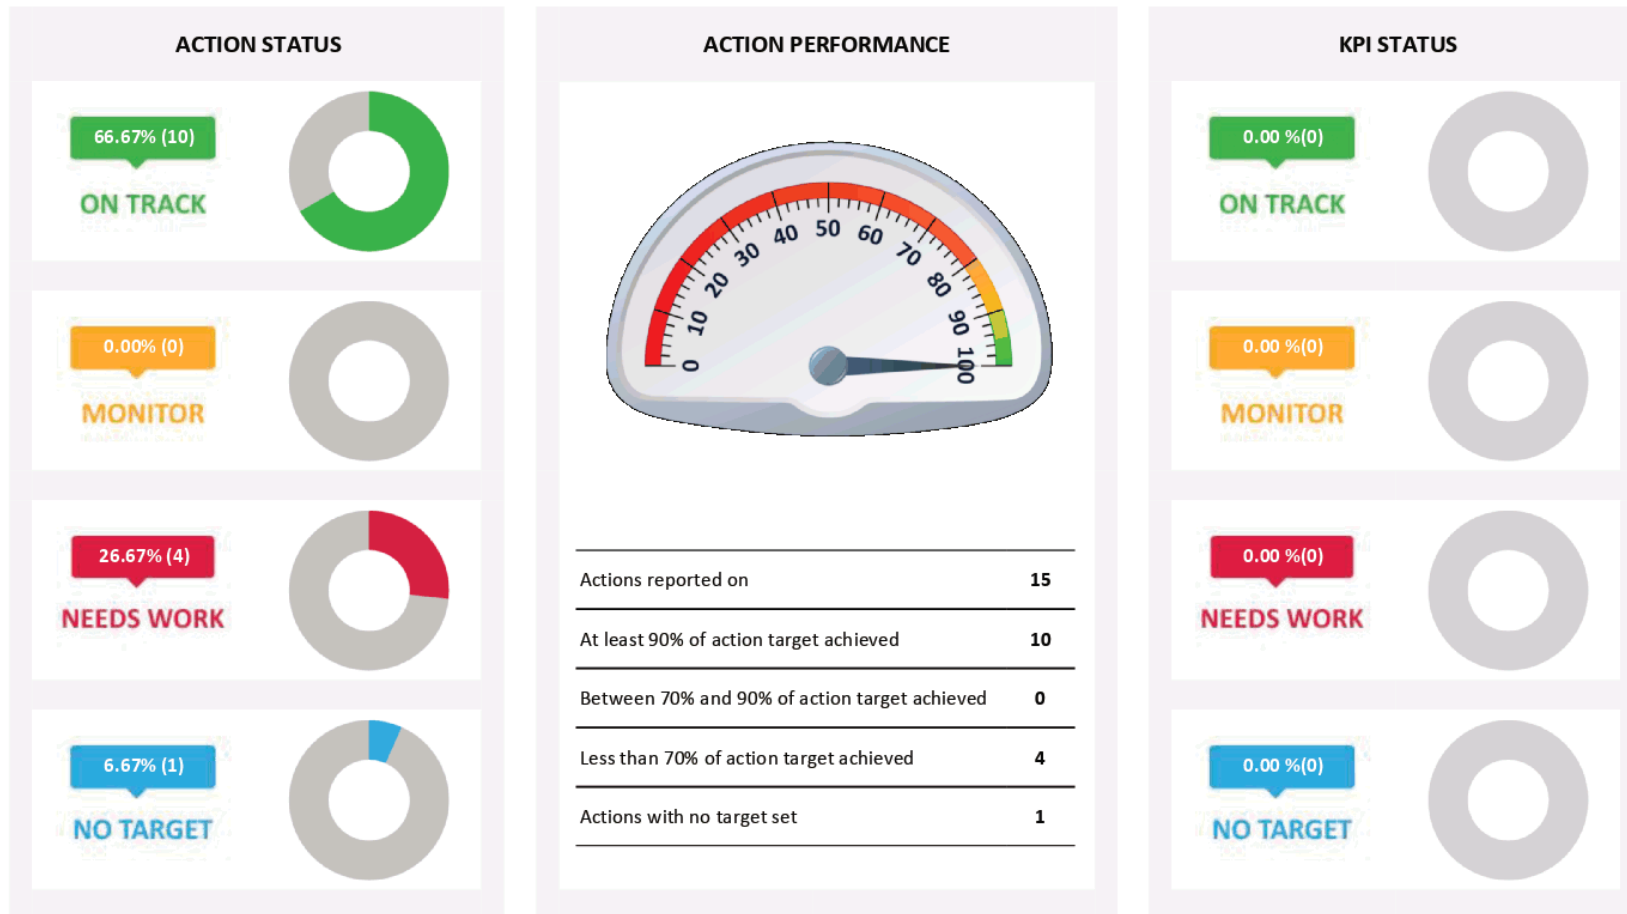 ACTION STATUS
66.67% (10)
ON TRACK
0.00% (0)
MONITOR
26.67% (4)
NEEDS WORK
6.67% (1)
NO TARGET
ACTION PERFORMANCE
0
10
20
30
40
50
60
70
80
90
100
Actions reported on 15
At least 90% of action target achieved 10
Between 70% and 90% of action target achieved 0
Less than 70% of action target achieved 4
Actions with no target set 1
KPI STATUS
0.00 %(0)
ON TRACK
0.00 %(0)
MONITOR
0.00 %(0)
NEEDS WORK
0.00 %(0)
NO TARGET